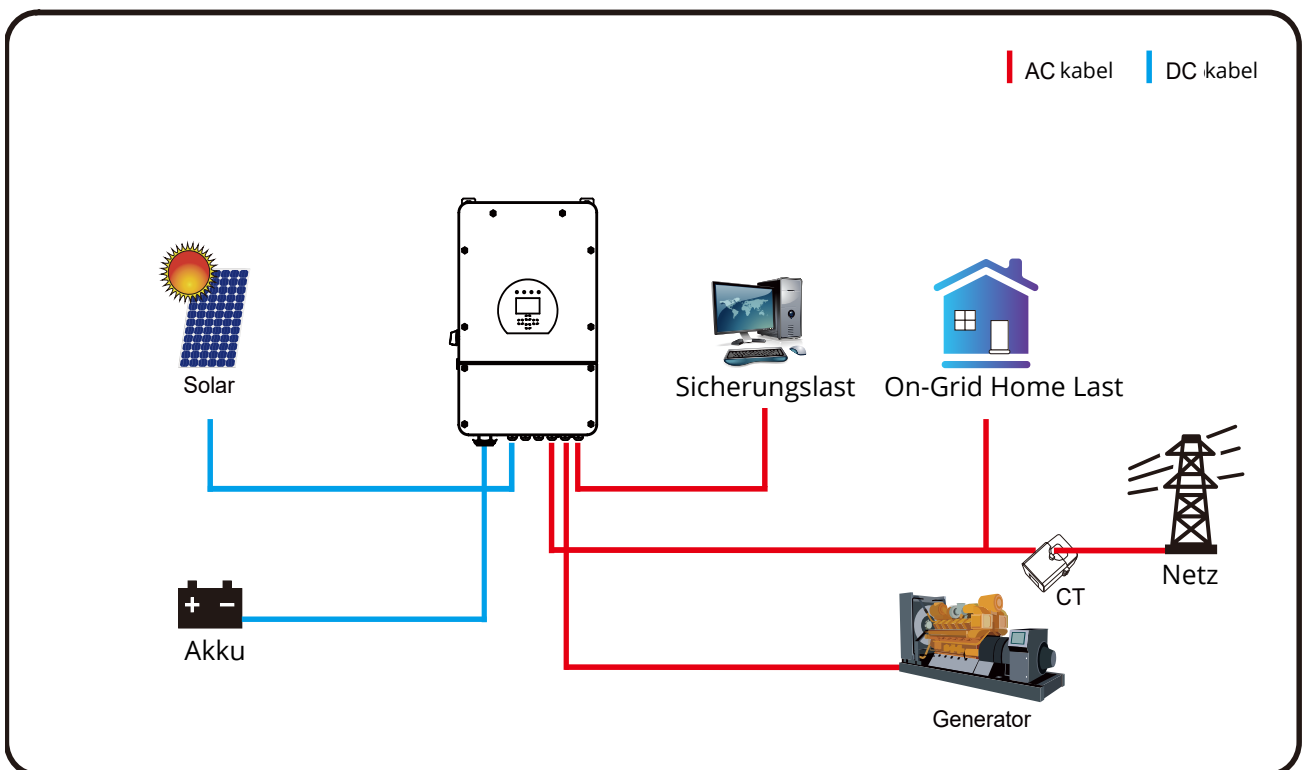 AC kabel
DC kabel
Solar
Sicherungslast
On-Grid Home Last
Netz
CT
Akku
Generator